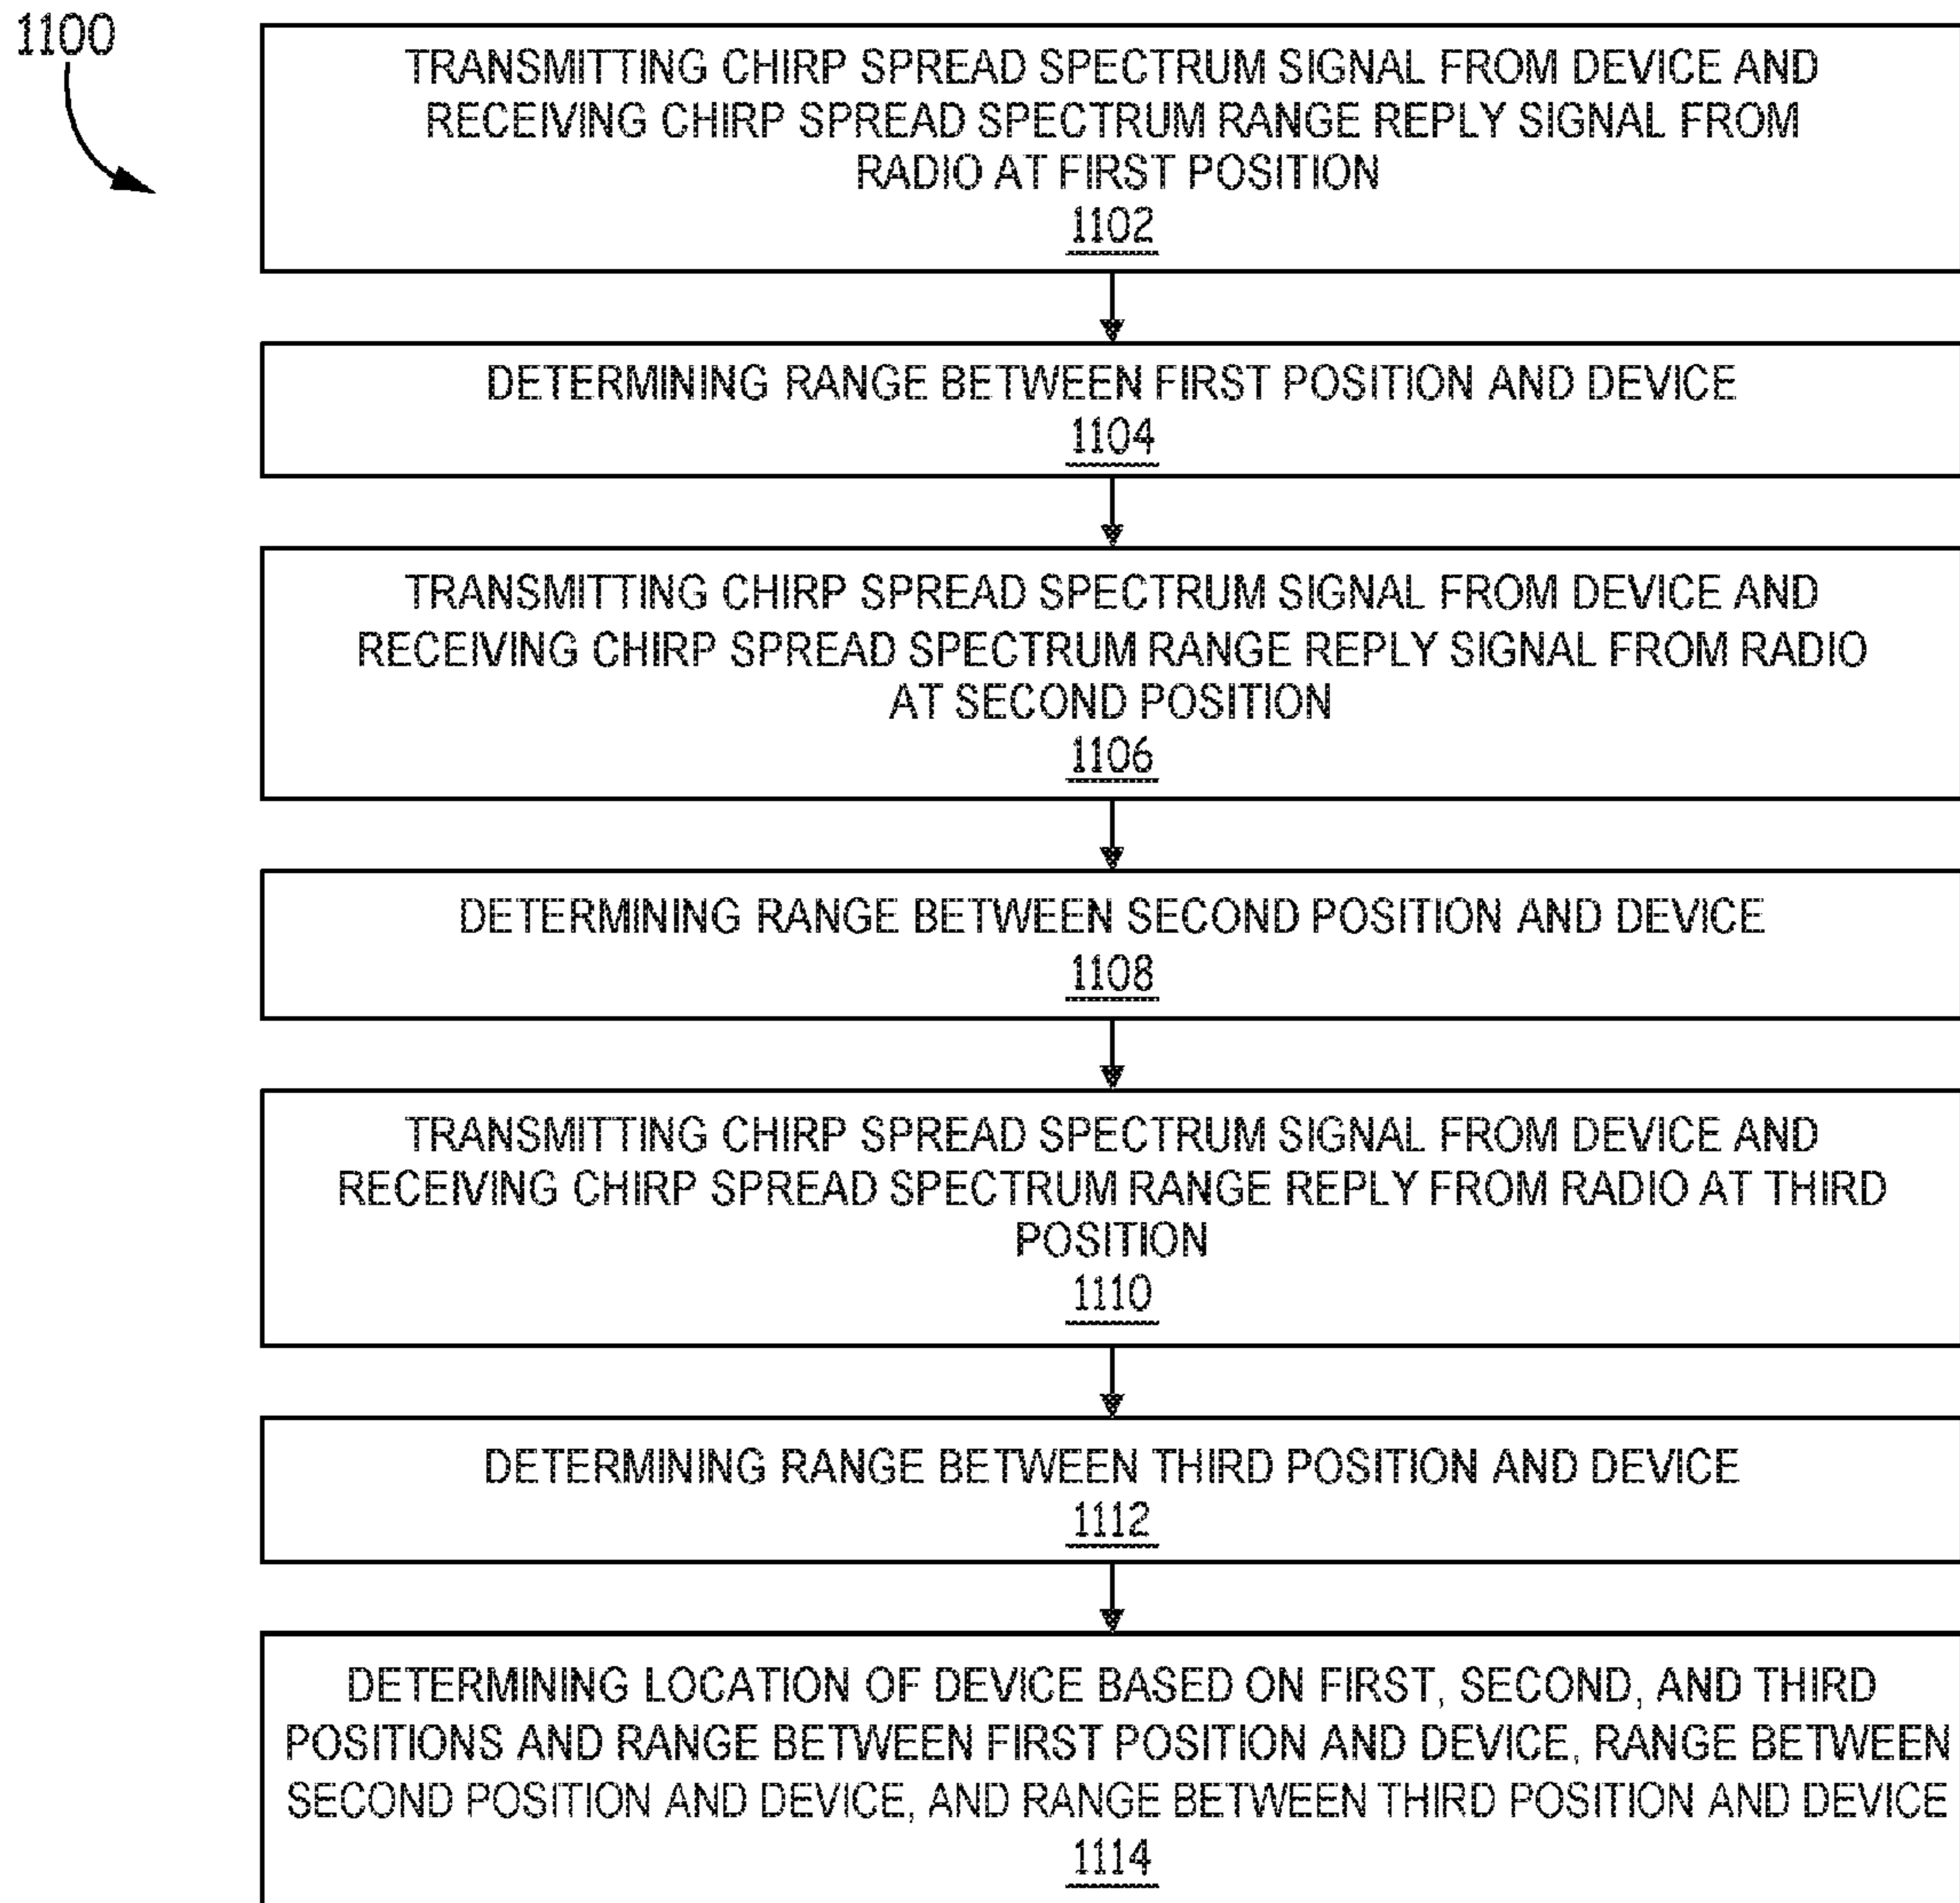 1100
TRANSMITTING CHIRP SPREAD SPECTRUM SIGNAL FROM DEVICE AND
RECEIVING CHIRP SPREAD SPECTRUM RANGE REPLY SIGNAL FROM
RADIO AT FIRST POSITION
1102
DETERMINING RANGE BETWEEN FIRST POSITION AND DEVICE
1104
TRANSMITTING CHIRP SPREAD SPECTRUM SIGNAL FROM DEVICE AND
RECEIVING CHIRP SPREAD SPECTRUM RANGE REPLY SIGNAL FROM RADIO
AT SECOND POSITION
1106
DETERMINING RANGE BETWEEN SECOND POSITION AND DEVICE
1108
TRANSMITTING CHIRP SPREAD SPECTRUM SIGNAL FROM DEVICE AND
RECEIVING CHIRP SPREAD SPECTRUM RANGE REPLY FROM RADIO AT THIRD
POSITION
1110
DETERMINING RANGE BETWEEN THIRD POSITION AND DEVICE
1112
DETERMINING LOCATION OF DEVICE BASED ON FIRST, SECOND, AND THIRD
POSITIONS AND RANGE BETWEEN FIRST POSITION AND DEVICE, RANGE BETWEEN
SECOND POSITION AND DEVICE, AND RANGE BETWEEN THIRD POSITION AND DEVICE
1114